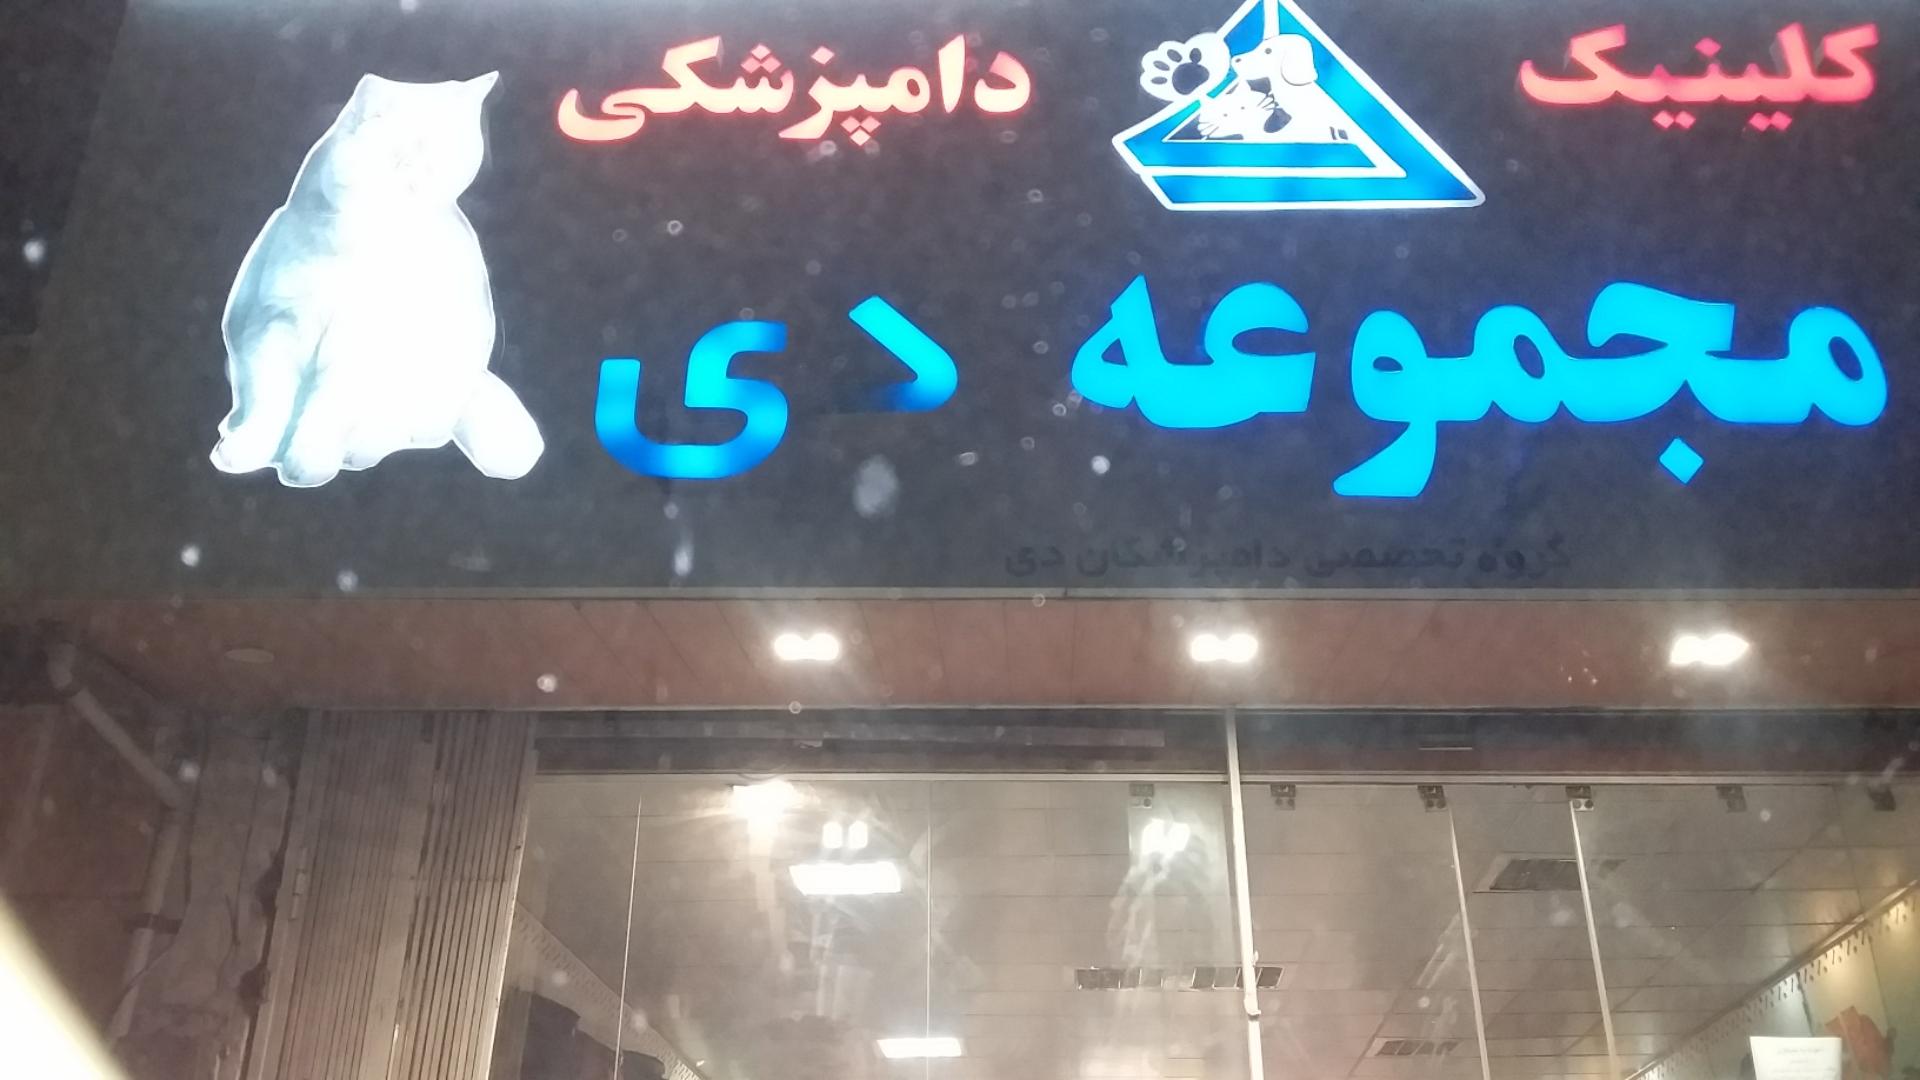 کلینیک دامپزشکی
مجموعه دی
گروه تخصصی دامپزشکان دی